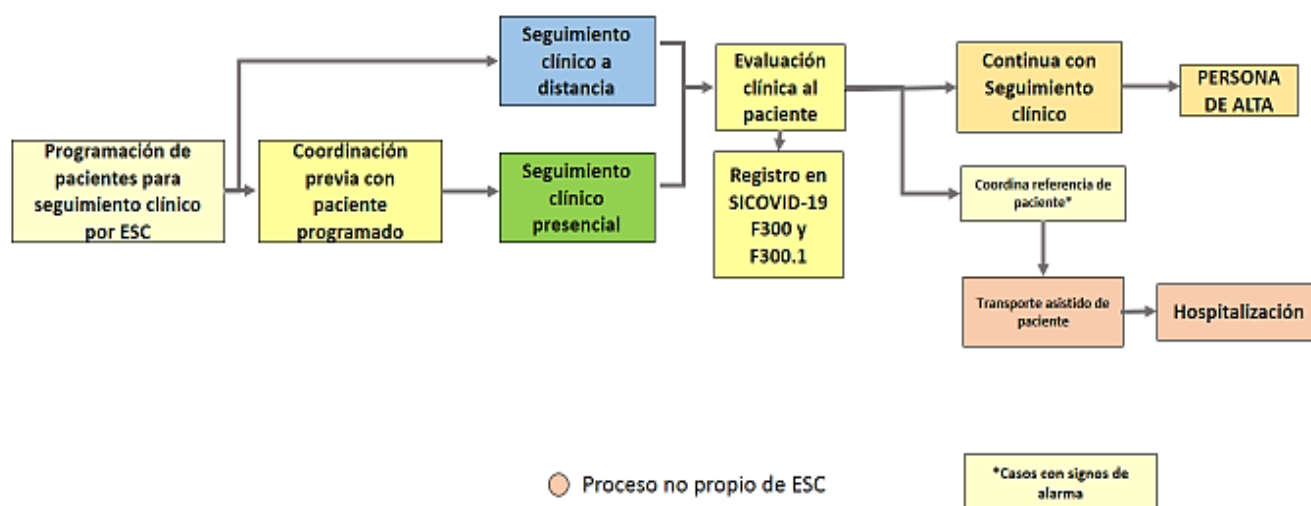 Programación de
pacientes para
seguimiento clínico
por ESC
Coordinación
previa con
paciente
programado
Seguimiento
clínico a
distancia
Seguimiento
clínico
presencial
Evaluación
clínica al
paciente
Registro en
SICOVID-19
F300 y
F300.1
Continua con
Seguimiento
clínico
PERSONA
DE ALTA
Coordina referencia de
paciente*
Transporte asistido de
paciente
Hospitalización
Proceso no propio de ESC
*Casos con signos de
alarma